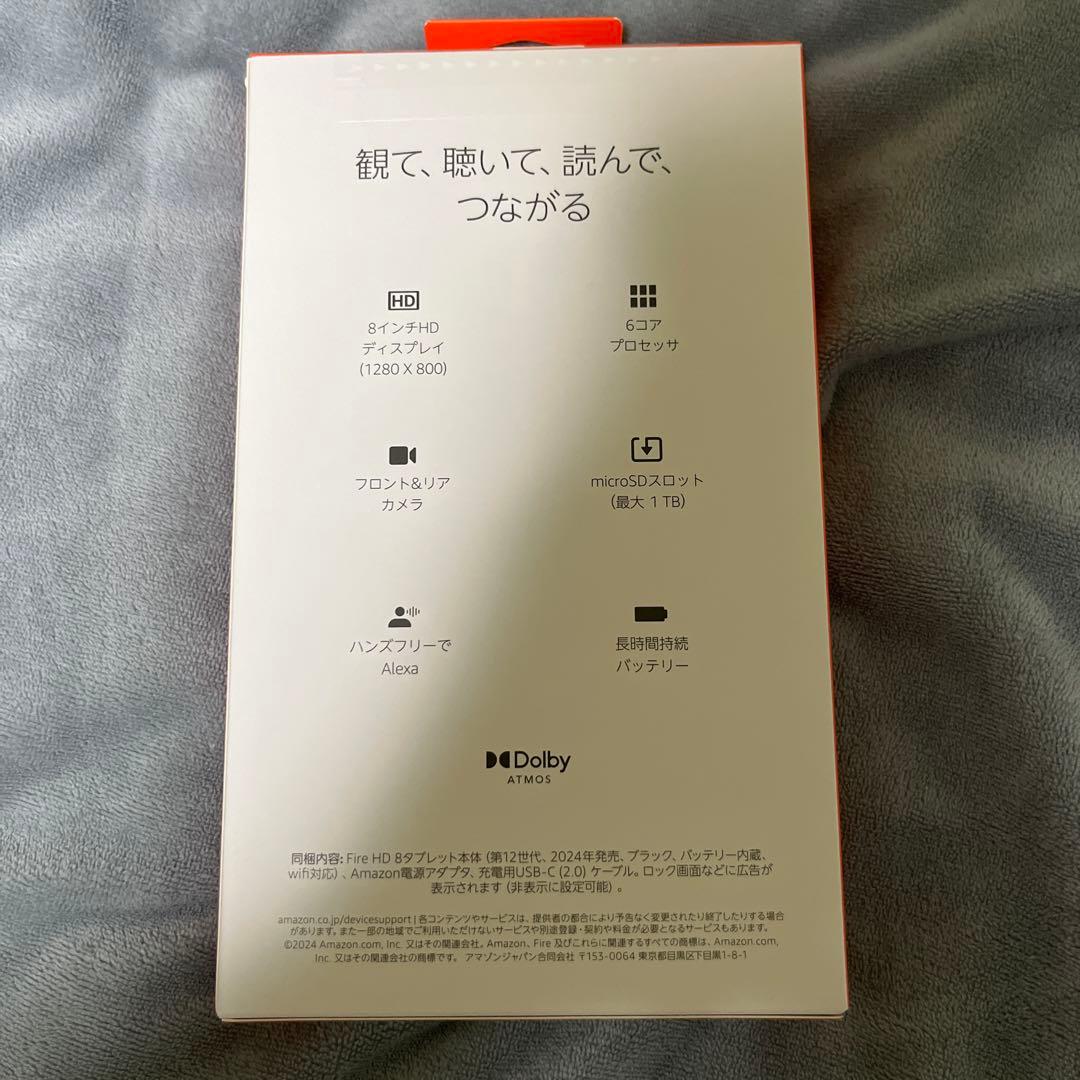 観て、聴いて、読んで、
つながる
HD
8インチHD
ディスプレイ
(1280 X 800)
6コア
プロセッサ
フロント&リア
カメラ
microSDスロット
(最大 1 TB)
ハンズフリーで
Alexa
長時間持続
バッテリー
Dolby
ATMOS
同梱内容: Fire HD 8タブレット本体 (第12世代、2024年発売、ブラック、バッテリー内蔵、
wifi対応) 、Amazon電源アダプタ、充電用USB-C (2.0) ケーブル。ロック画面などに広告が
表示されます (非表示に設定可能) 。
amazon.co.jp/devicesupport | 各コンテンツやサービスは、提供者の都合により予告なく変更されたり終了したりする場合
があります。また一部の地域でご利用いただけないサービスや別途登録・契約や料金が必要となるサービスもあります。
©2024 Amazon.com, Inc. 又はその関連会社。Amazon、Fire 及びこれらに関連するすべての商標は、Amazon.com,
Inc. 又はその関連会社の商標です。 アマゾンジャパン合同会社 〒153-0064 東京都目黒区下目黒1-8-1